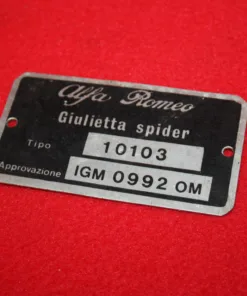 Alfa Romeo
Giulietta spider
Tipo 10103
Approvazione IGM 0992 OM